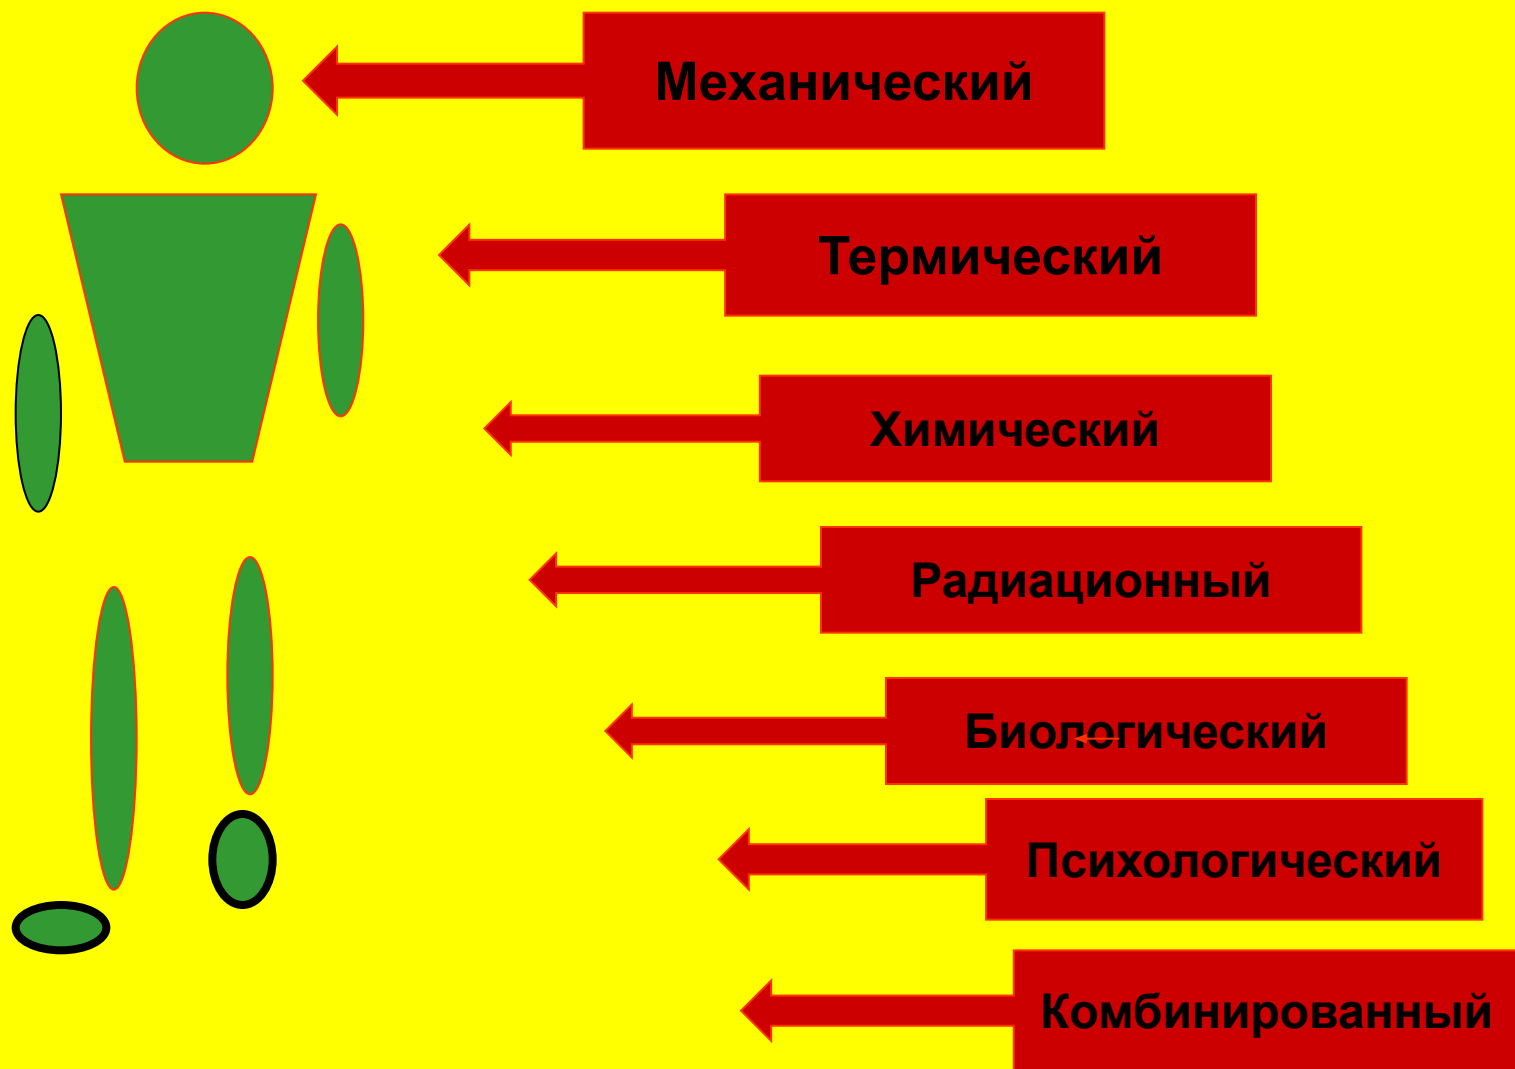 Механический
Термический
Химический
Радиационный
Биологический
Психологический
Комбинированный